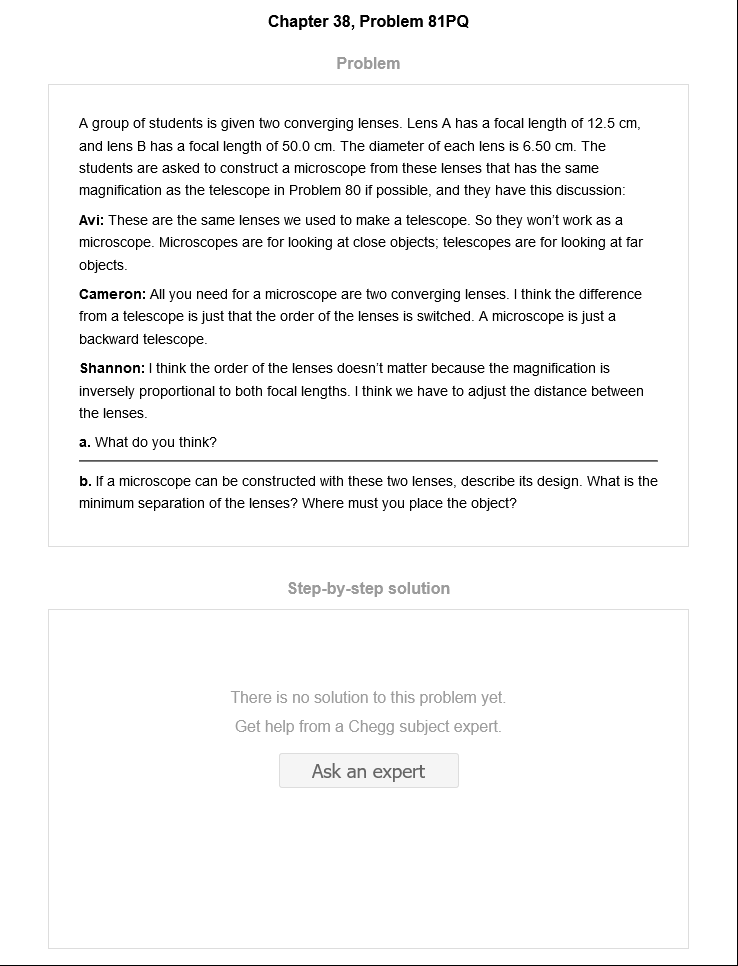 Chapter 38, Problem 81PQ
Problem
A group of students is given two converging lenses. Lens A has a focal length of 12.5 cm,
and lens B has a focal length of 50.0 cm. The diameter of each lens is 6.50 cm. The
students are asked to construct a microscope from these lenses that has the same
magnification as the telescope in Problem 80 if possible, and they have this discussion:
Avi: These are the same lenses we used to make a telescope. So they won't work as a
microscope. Microscopes are for looking at close objects; telescopes are for looking at far
objects.
Cameron: All you need for a microscope are two converging lenses. I think the difference
from a telescope is just that the order of the lenses is switched. A microscope is just a
backward telescope.
Shannon: I think the order of the lenses doesn't matter because the magnification is
inversely proportional to both focal lengths. I think we have to adjust the distance between
the lenses.
a. What do you think?
b. If a microscope can be constructed with these two lenses, describe its design. What is the
minimum separation of the lenses? Where must you place the object?
Step-by-step solution
There is no solution to this problem yet.
Get help from a Chegg subject expert.
Ask an expert